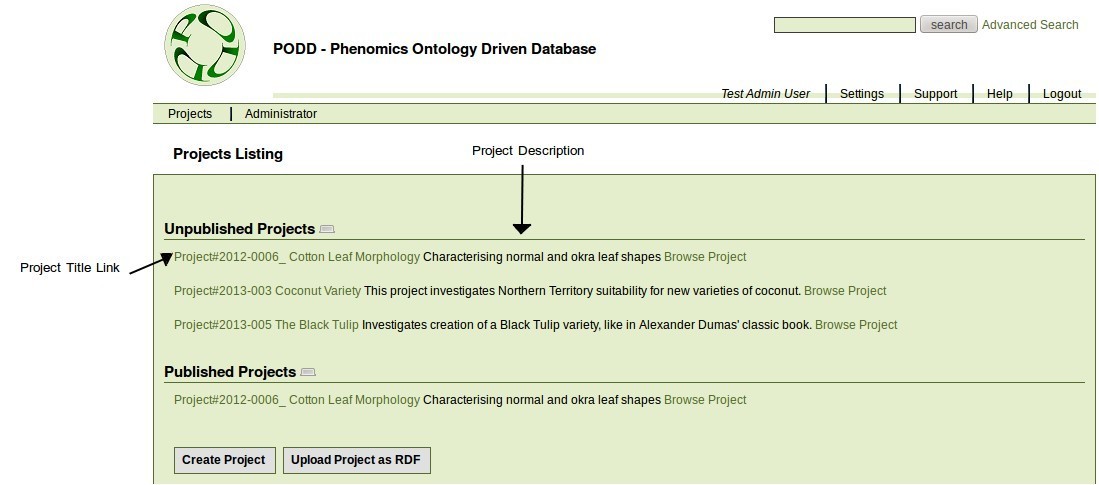 search Advanced Search
PODD - Phenomics Ontology Driven Database
Test Admin User Settings Support Help Logout
Projects Administrator
Projects Listing
Project Description
Unpublished Projects
Project Title Link
Project#2012-0006_ Cotton Leaf Morphology Characterising normal and okra leaf shapes Browse Project
Project#2013-003 Coconut Variety This project investigates Northern Territory suitability for new varieties of coconut. Browse Project
Project#2013-005 The Black Tulip Investigates creation of a Black Tulip variety, like in Alexander Dumas' classic book. Browse Project
Published Projects
Project#2012-0006_ Cotton Leaf Morphology Characterising normal and okra leaf shapes Browse Project
Create Project Upload Project as RDF